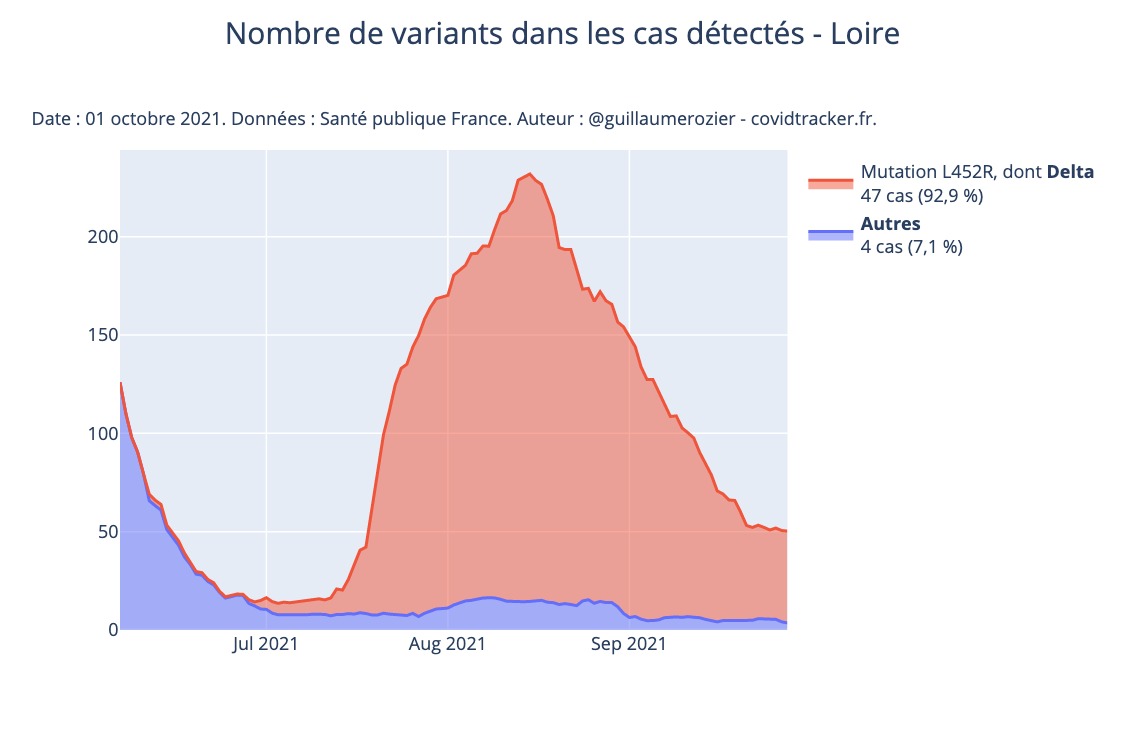 Nombre de variants dans les cas détectés - Loire
Date : 01 octobre 2021. Données : Santé publique France. Auteur : @guillaumerozier - covidtracker.fr.
Mutation L452R, dont Delta
47 cas (92,9 %)
Autres
4 cas (7,1 %)
200
150
100
50
0
Jul 2021
Aug 2021
Sep 2021